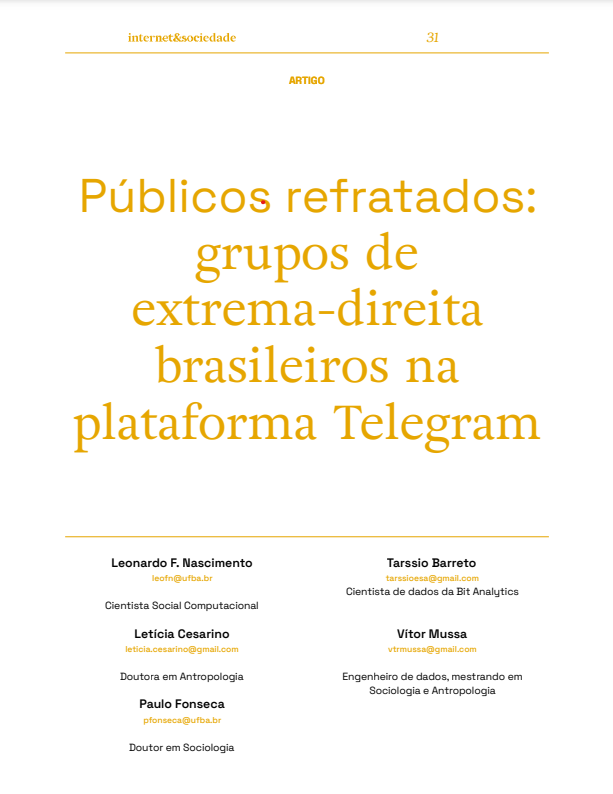 internet&sociedade 31
ARTIGO
Públicos refratados:
grupos de
extrema-direita
brasileiros na
plataforma Telegram
Leonardo F. Nascimento
leofn@ufba.br
Cientista Social Computacional
Letícia Cesarino
leticia.cesarino@gmail.com
Doutora em Antropologia
Paulo Fonseca
pfonseca@ufba.br
Doutor em Sociologia
Tarssio Barreto
tarssioesa@gmail.com
Cientista de dados da Bit Analytics
Vítor Mussa
vtrmussa@gmail.com
Engenheiro de dados, mestrando em
Sociologia e Antropologia